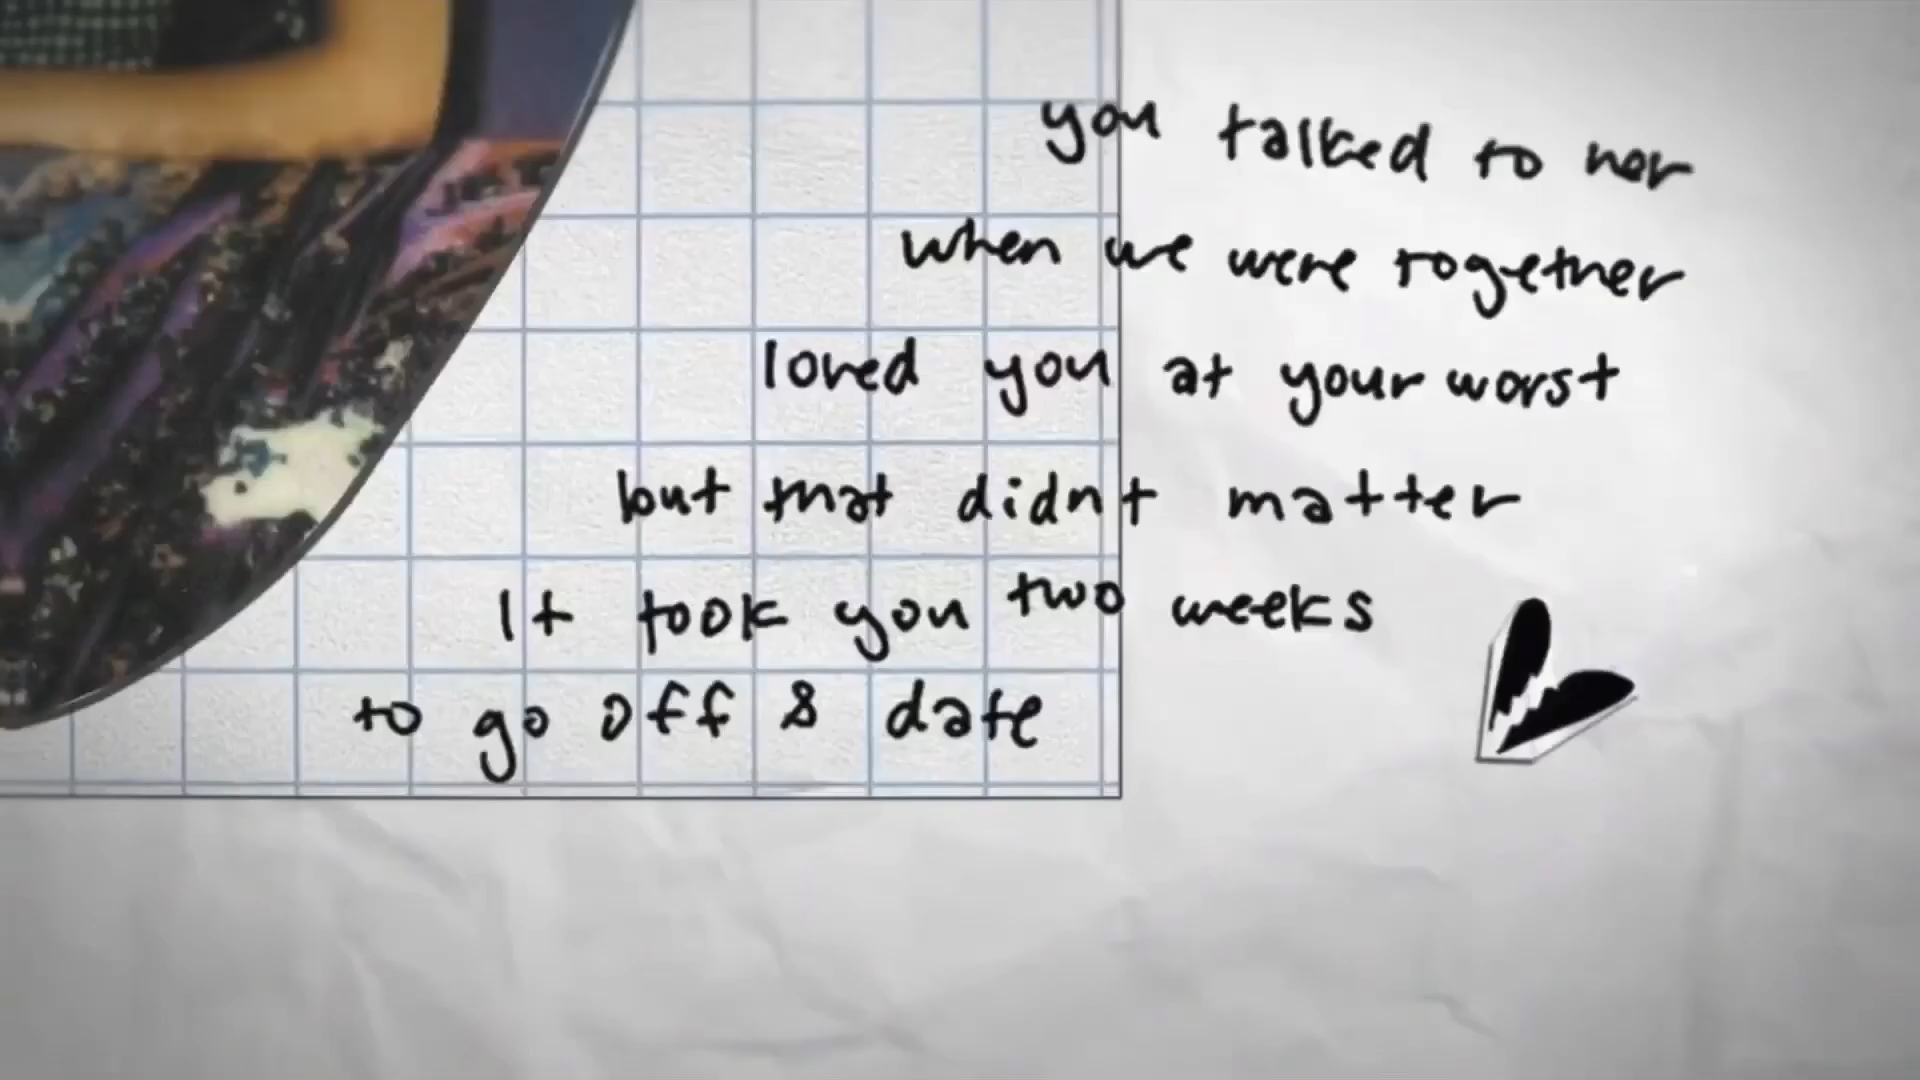 you talked to her
when we were together
loved you at your worst
but that didnt matter
It took you two weeks
to go off & date